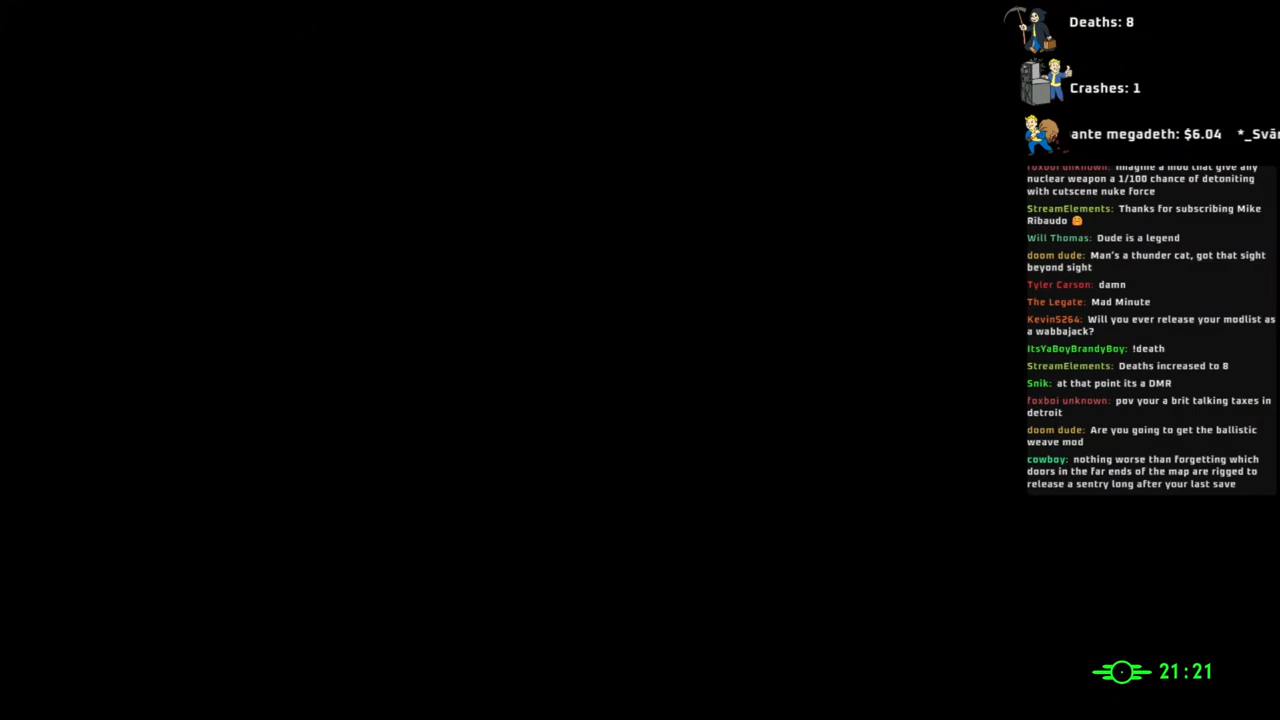 Deaths: 8
Crashes: 1
ante megadeth: $6.04 *_Svär
foxboi unknown: imagine a mod that give any
nuclear weapon a 1/100 chance of detoniting
with cutscene nuke force
StreamElements: Thanks for subscribing Mike
Ribaudo
Will Thomas: Dude is a legend
doom dude: Man's a thunder cat, got that sight
beyond sight
Tyler Carson: damn
The Legate: Mad Minute
Kevin5264: Will you ever release your modlist as
a wabbajack?
ItsYaBoyBrandyBoy: !death
StreamElements: Deaths increased to 8
Snik: at that point its a DMR
foxboi unknown: pov your a brit talking taxes in
detroit
doom dude: Are you going to get the ballistic
weave mod
cowboy: nothing worse than forgetting which
doors in the far ends of the map are rigged to
release a sentry long after your last save
21:21